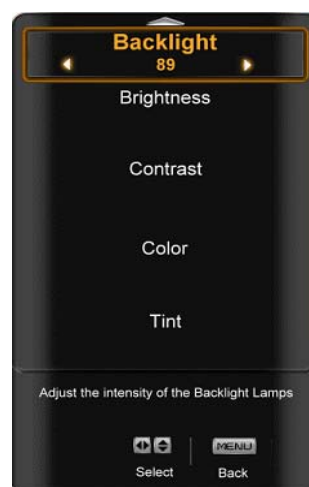 Backlight
89
Brightness
Contrast
Color
Tint
Adjust the intensity of the Backlight Lamps
MENU
Select Back